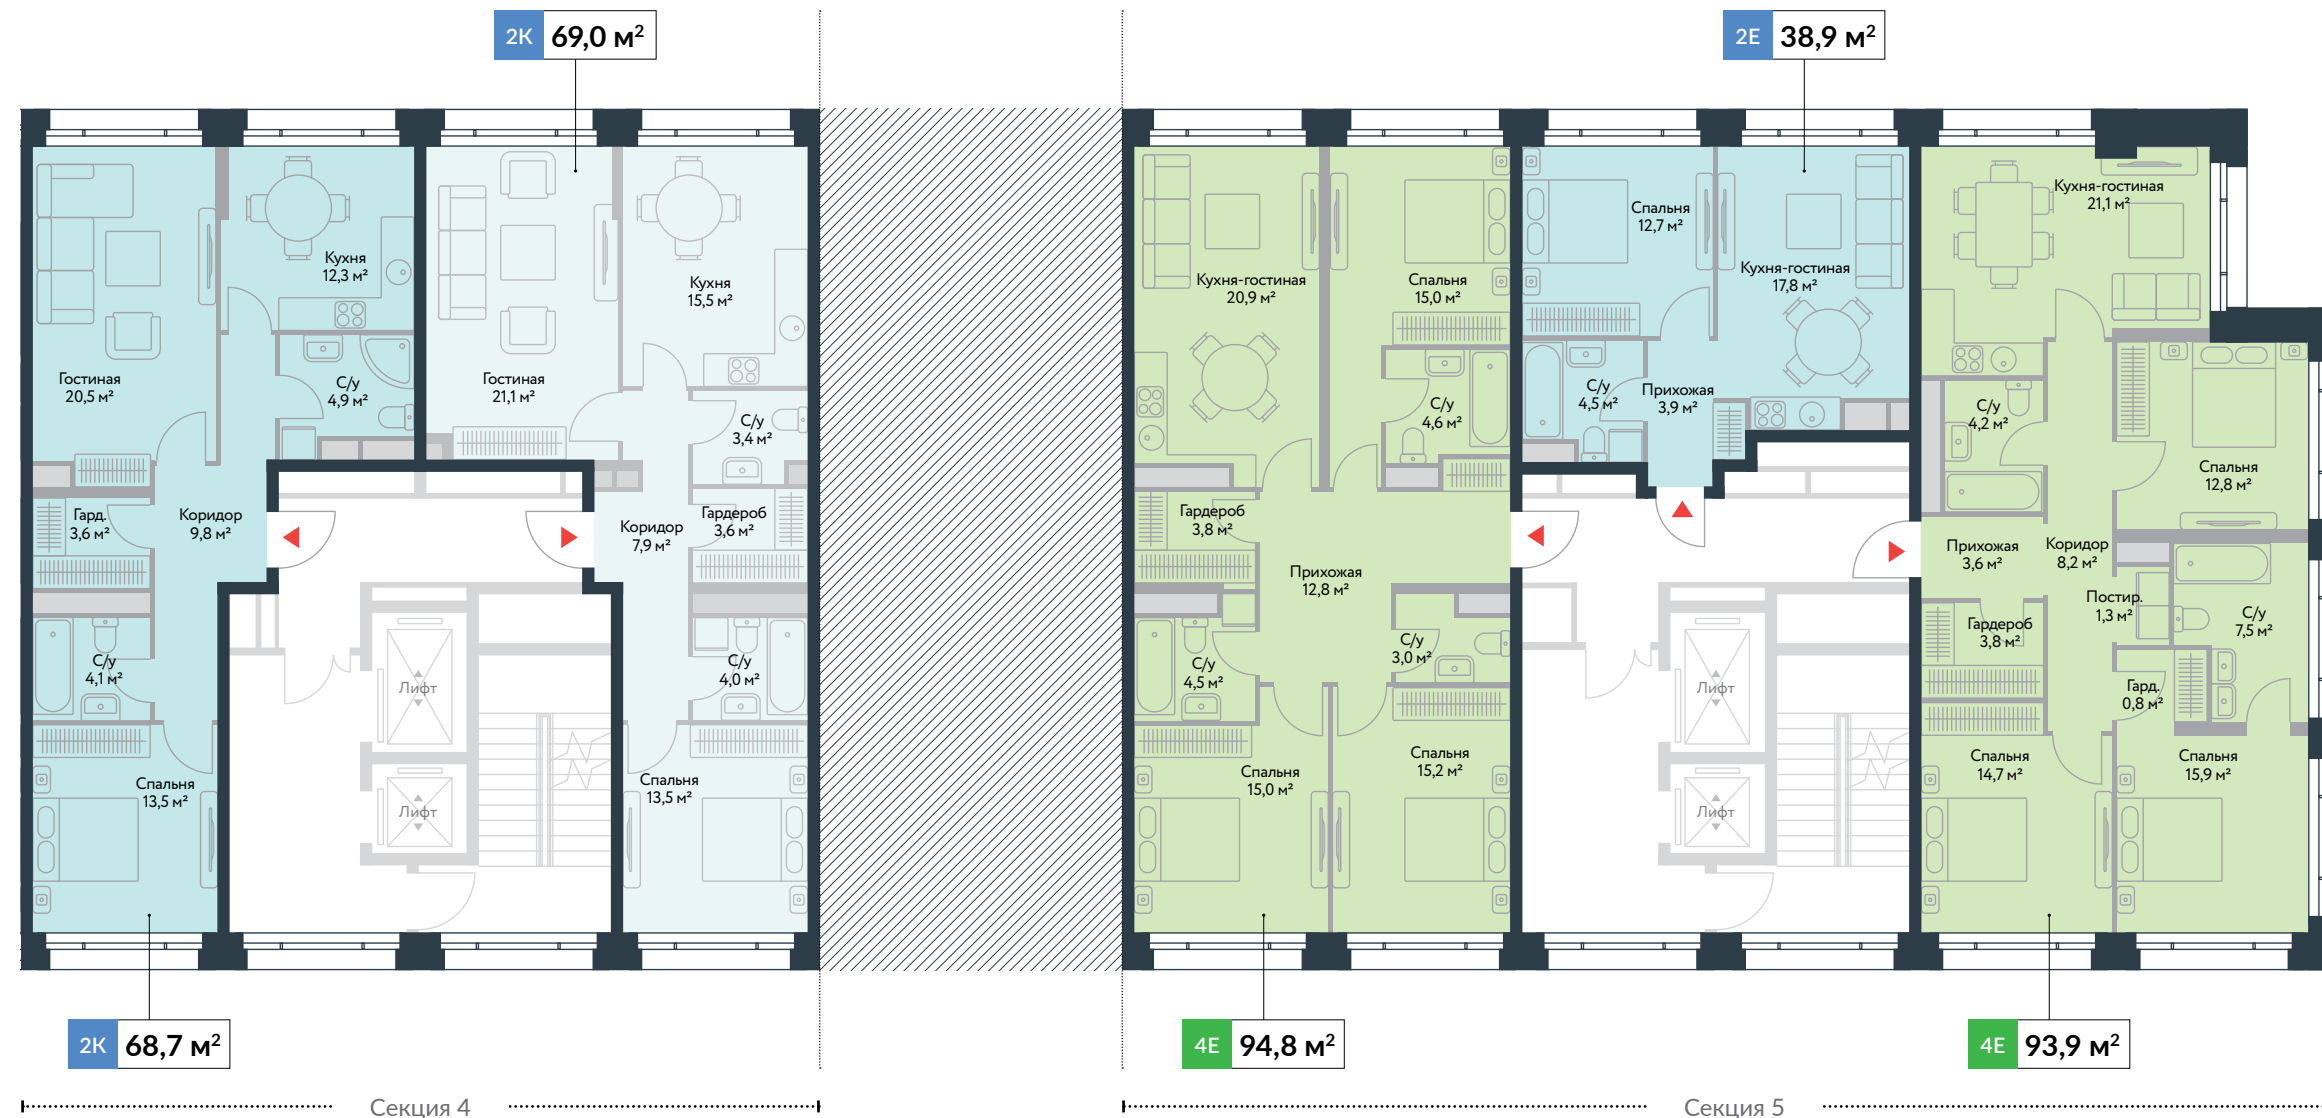 2К 69,0 м²
2Е 38,9 м²
Гостиная
20,5 м²
Кухня
12,3 м²
С/у
4,9 м²
Гард.
3,6 м²
Коридор
9,8 м²
С/у
4,1 м²
Спальня
13,5 м²
Гостиная
21,1 м²
Кухня
15,5 м²
С/у
3,4 м²
Коридор
7,9 м²
Гардероб
3,6 м²
С/у
4,0 м²
Спальня
13,5 м²
Лифт
Лифт
Кухня-гостиная
20,9 м²
Спальня
15,0 м²
С/у
4,6 м²
Гардероб
3,8 м²
Прихожая
12,8 м²
С/у
4,5 м²
С/у
3,0 м²
Спальня
15,0 м²
Спальня
15,2 м²
Спальня
12,7 м²
Кухня-гостиная
17,8 м²
С/у
4,5 м²
Прихожая
3,9 м²
Лифт
Лифт
Кухня-гостиная
21,1 м²
С/у
4,2 м²
Спальня
12,8 м²
Прихожая
3,6 м²
Коридор
8,2 м²
Постир.
1,3 м²
С/у
7,5 м²
Гардероб
3,8 м²
Гард.
0,8 м²
Спальня
14,7 м²
Спальня
15,9 м²
2К 68,7 м²
4Е 94,8 м²
4Е 93,9 м²
Секция 4
Секция 5